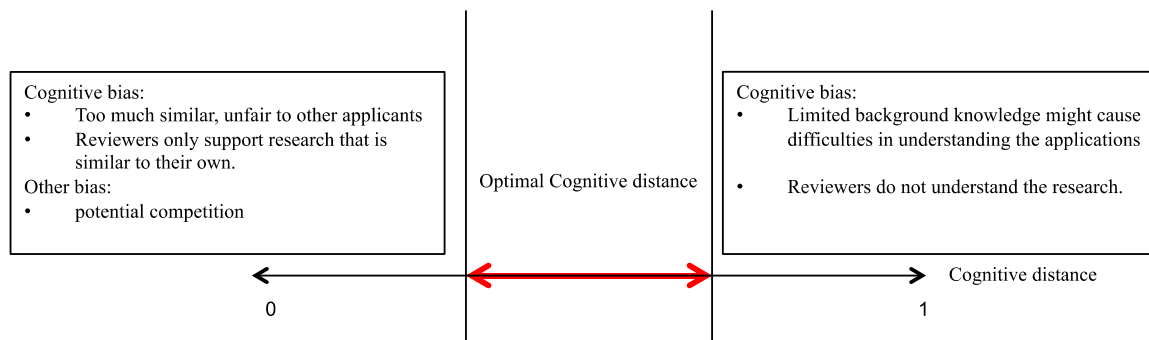 Cognitive bias:
• Too much similar, unfair to other applicants
• Reviewers only support research that is
similar to their own.
Other bias:
• potential competition
Optimal Cognitive distance
Cognitive bias:
• Limited background knowledge might cause
difficulties in understanding the applications
• Reviewers do not understand the research.
Cognitive distance
0
1